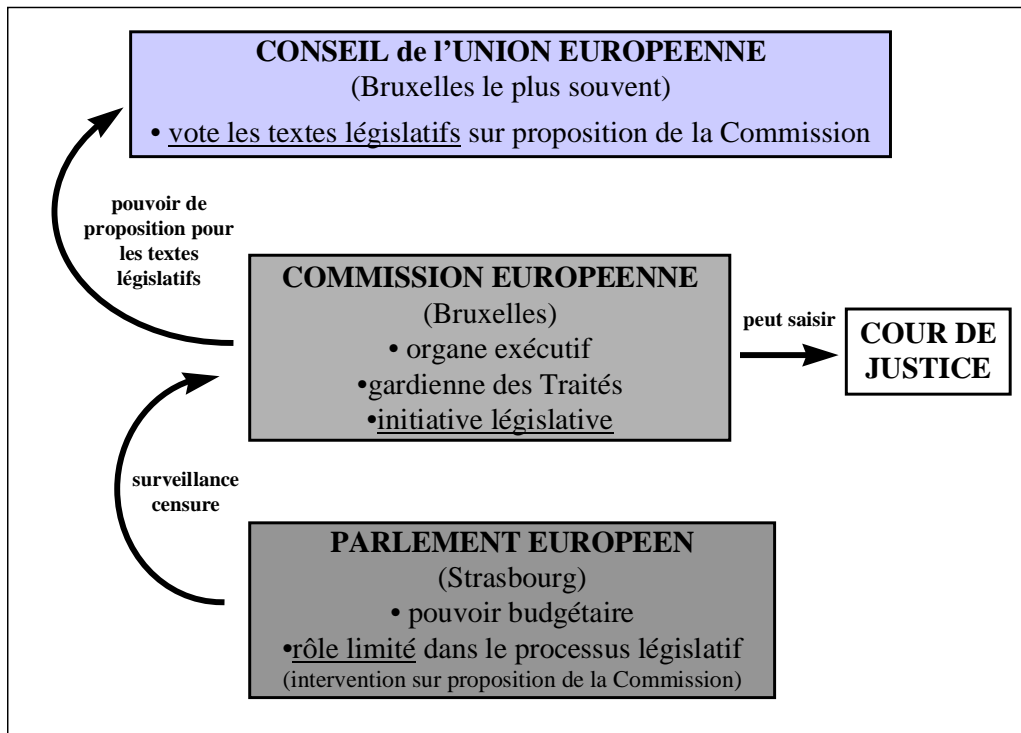 CONSEIL de l'UNION EUROPEENNE
(Bruxelles le plus souvent)
• vote les textes législatifs sur proposition de la Commission
pouvoir de
proposition pour
les textes
législatifs
COMMISSION EUROPEENNE
(Bruxelles)
• organe exécutif
•gardienne des Traités
•initiative législative
peut saisir
COUR DE
JUSTICE
surveillance
censure
PARLEMENT EUROPEEN
(Strasbourg)
• pouvoir budgétaire
•rôle limité dans le processus législatif
(intervention sur proposition de la Commission)